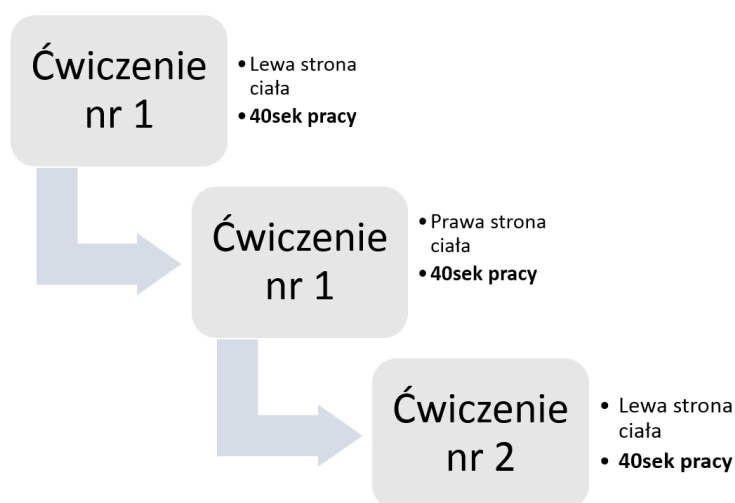 Ćwiczenie
nr 1
• Lewa strona
ciała
• 40sek pracy
Ćwiczenie
nr 1
• Prawa strona
ciała
• 40sek pracy
Ćwiczenie
nr 2
• Lewa strona
ciała
• 40sek pracy